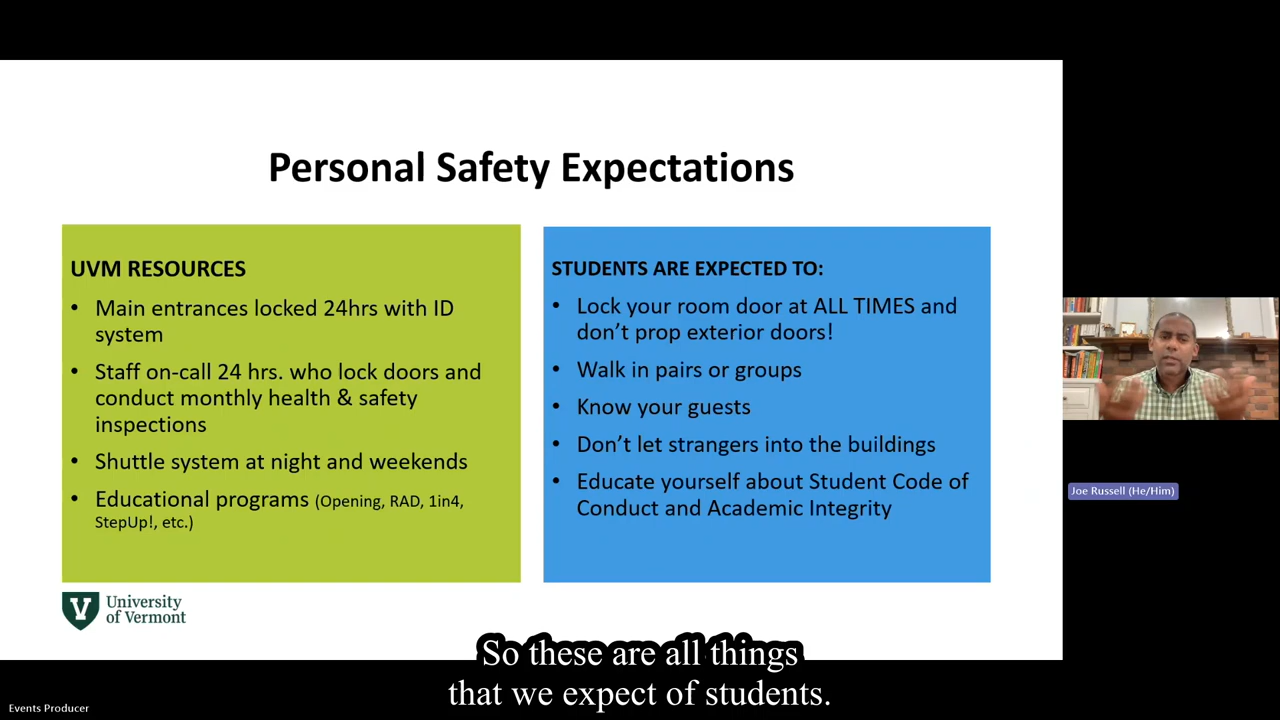 Personal Safety Expectations
UVM RESOURCES
• Main entrances locked 24hrs with ID
system
• Staff on-call 24 hrs. who lock doors and
conduct monthly health & safety
inspections
• Shuttle system at night and weekends
• Educational programs (Opening, RAD, 1in4,
StepUp!, etc.)
STUDENTS ARE EXPECTED TO:
• Lock your room door at ALL TIMES and
don’t prop exterior doors!
• Walk in pairs or groups
• Know your guests
• Don’t let strangers into the buildings
• Educate yourself about Student Code of
Conduct and Academic Integrity
V University
of Vermont
Joe Russell (He/Him)
So these are all things
that we expect of students.
Events Producer